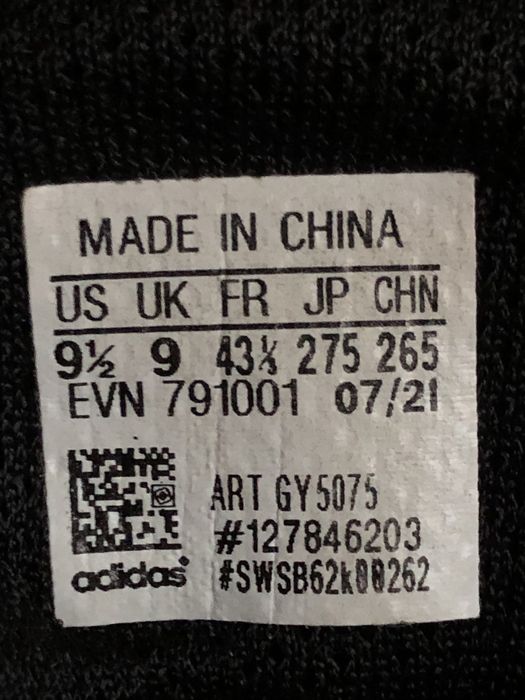 MADE IN CHINA
US UK FR JP CHN
9½ 9 43⅓ 275 265
EVN 791001 07/21
ART GY5075
#127846203
adidas #SWSB62k00262